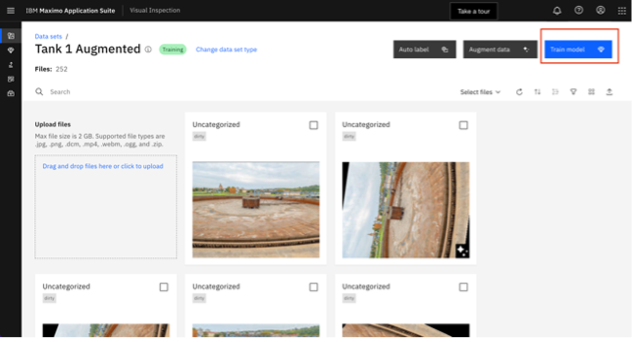 IBM Maximo Application Suite
Visual Inspection
Take a tour
Data sets /
Tank 1 Augmented
Training
Change data set type
Auto label
Augment data
Train model
Files: 252
Search
Select files
Upload files
Max file size is 2 GB. Supported file types are
.jpg, .png, .dcm, .mp4, .webm, .ogg, and .zip.
Drag and drop files here or click to upload
Uncategorized
dirty
Uncategorized
dirty
Uncategorized
dirty
Uncategorized
dirty
Uncategorized
dirty